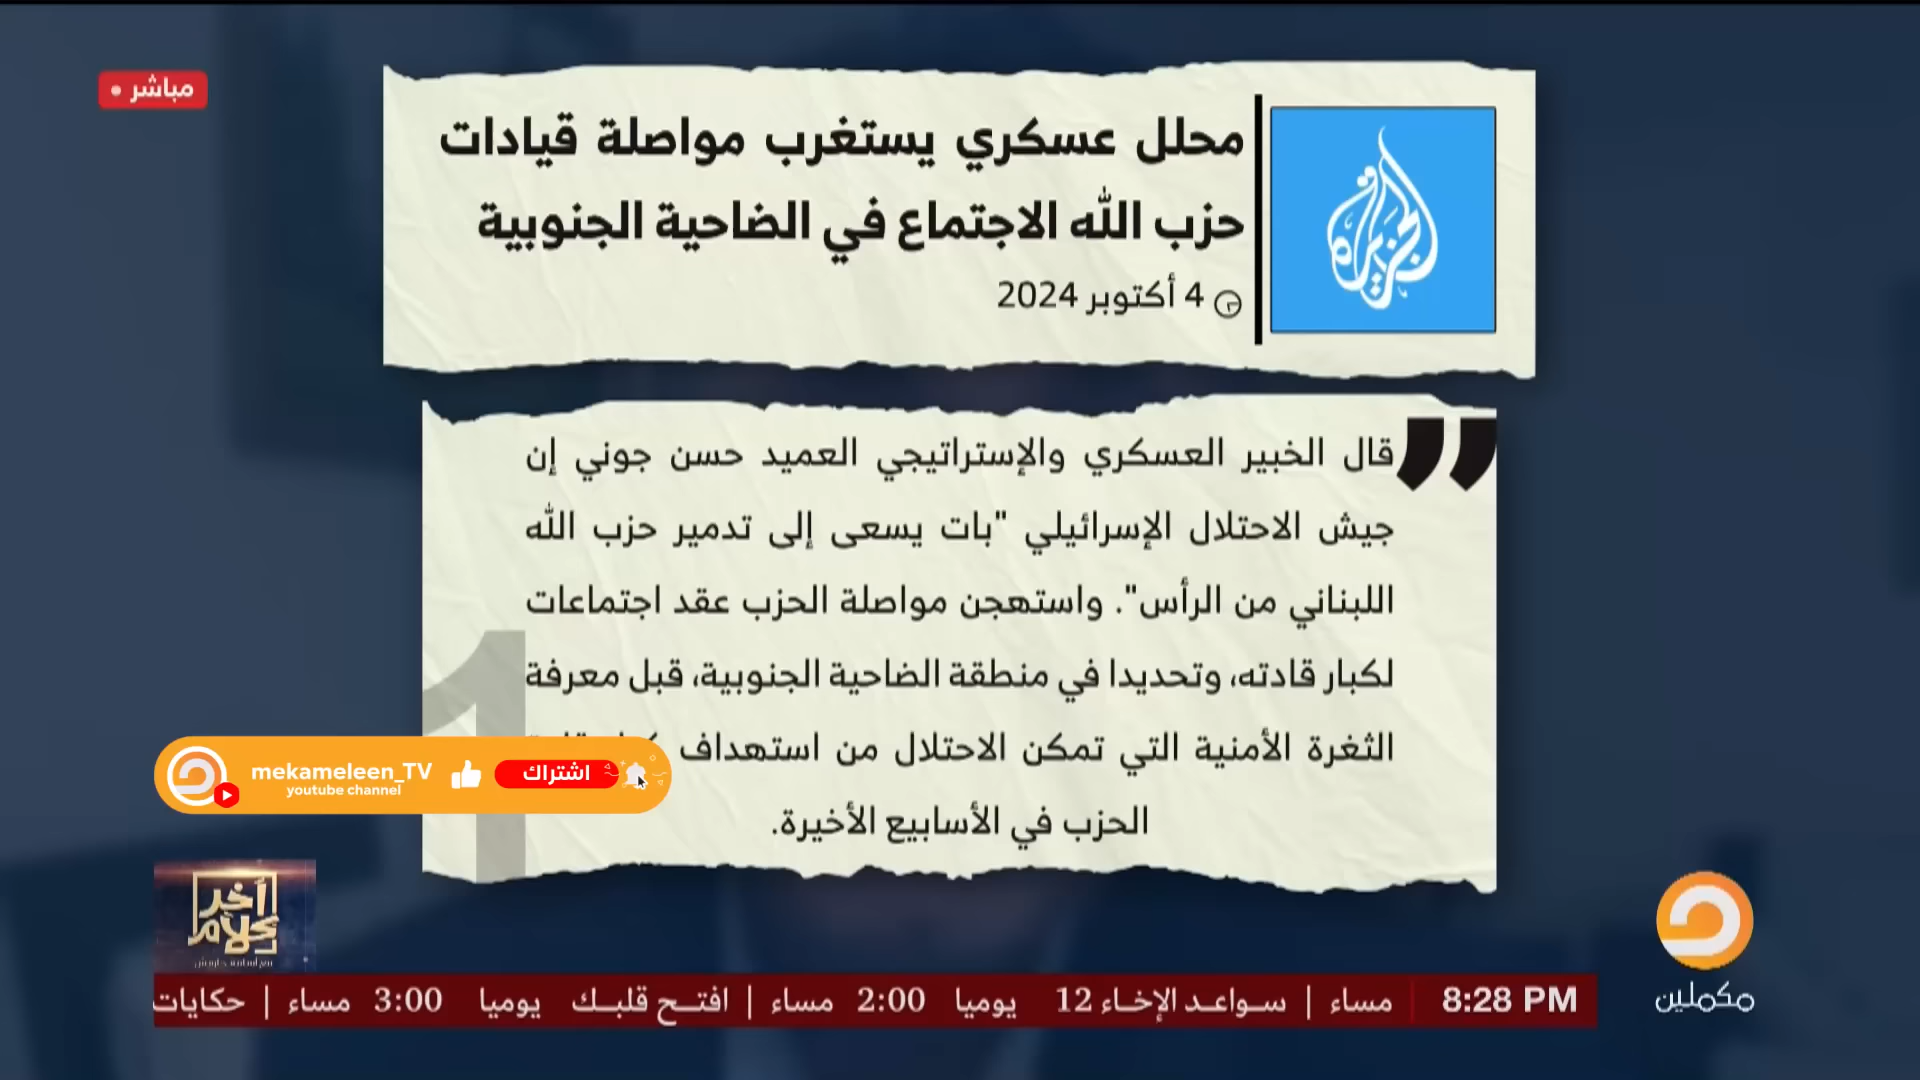 مباشر
محلل عسكري يستغرب مواصلة قيادات
حزب الله الاجتماع في الضاحية الجنوبية
4 أكتوبر 2024
الجزيرة
قال الخبير العسكري والإستراتيجي العميد حسن جوني إن
جيش الاحتلال الإسرائيلي "بات يسعى إلى تدمير حزب الله
اللبناني من الرأس". واستهجن مواصلة الحزب عقد اجتماعات
لكبار قادته، وتحديدا في منطقة الضاحية الجنوبية، قبل معرفة
الثغرة الأمنية التي تمكن الاحتلال من استهداف
الحزب في الأسابيع الأخيرة.
1
mekameleen_TV
youtube channel
اشتراك
أخر
كلام
مكملين
8:28 PM
مساء | سواعد الإخاء 12 يوميا 2:00 مساء | افتح قلبك يوميا 3:00 مساء | حكايات